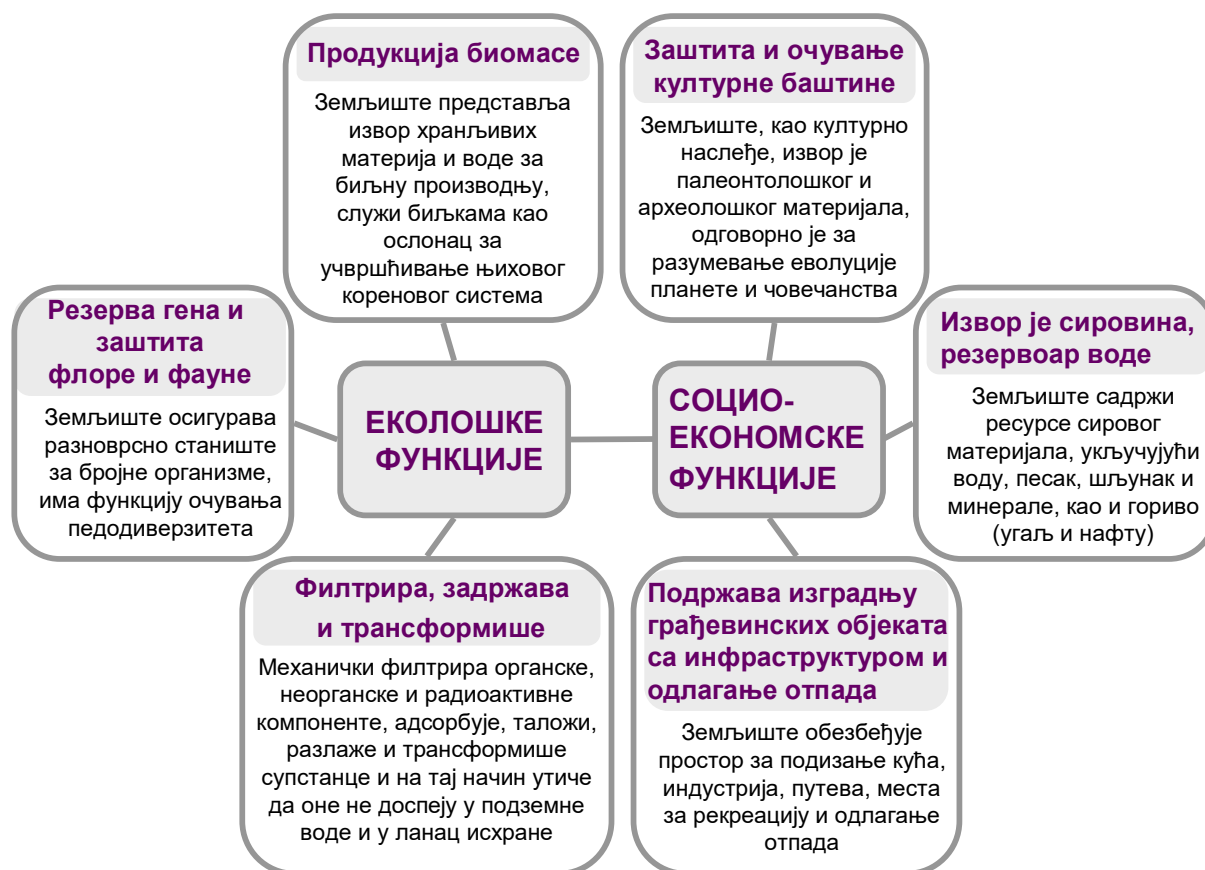 Продукција биомасе
Земљиште представља
извор хранљивих
материја и воде за
биљну производњу,
служи биљкама као
ослонац за
учвршћивање њиховог
кореновог система
Заштита и очување
културне баштине
Земљиште, као културно
наслеђе, извор је
палеонтолошког и
археолошког материјала,
одговорно је за
разумевање еволуције
планете и човечанства
Резерва гена и
заштита
флоре и фауне
Земљиште осигурава
разноврсно станиште
за бројне организме,
има функцију очувања
педодиверзитета
ЕКОЛОШКЕ
ФУНКЦИЈЕ
СОЦИО-
ЕКОНОМСКЕ
ФУНКЦИЈЕ
Извор је сировина,
резервоар воде
Земљиште садржи
ресурсе сировог
материјала, укључујући
воду, песак, шљунак и
минерале, као и гориво
(угаљ и нафту)
Филтрира, задржава
и трансформише
Механички филтрира органске,
неорганске и радиоактивне
компоненте, адсорбује, таложи,
разлаже и трансформише
супстанце и на тај начин утиче
да оне не доспеју у подземне
воде и у ланац исхране
Подржава изградњу
грађевинских објеката
са инфраструктуром и
одлагање отпада
Земљиште обезбеђује
простор за подизање кућа,
индустрија, путева, места
за рекреацију и одлагање
отпада